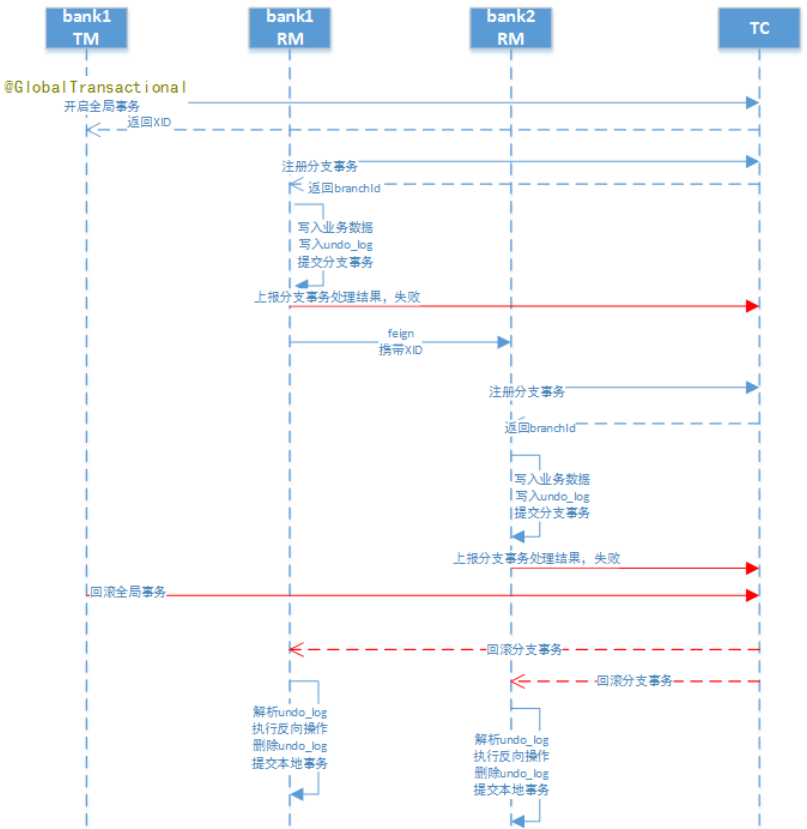 bank1
TM
bank1
RM
bank2
RM
TC
@GlobalTransactional
开启全局事务
返回XID
注册分支事务
返回branchId
写入业务数据
写入undo_log
提交分支事务
上报分支事务处理结果，失败
feign
携带XID
注册分支事务
返回branchId
写入业务数据
写入undo_log
提交分支事务
上报分支事务处理结果，失败
回滚全局事务
回滚分支事务
回滚分支事务
解析undo_log
执行反向操作
删除undo_log
提交本地事务
解析undo_log
执行反向操作
删除undo_log
提交本地事务